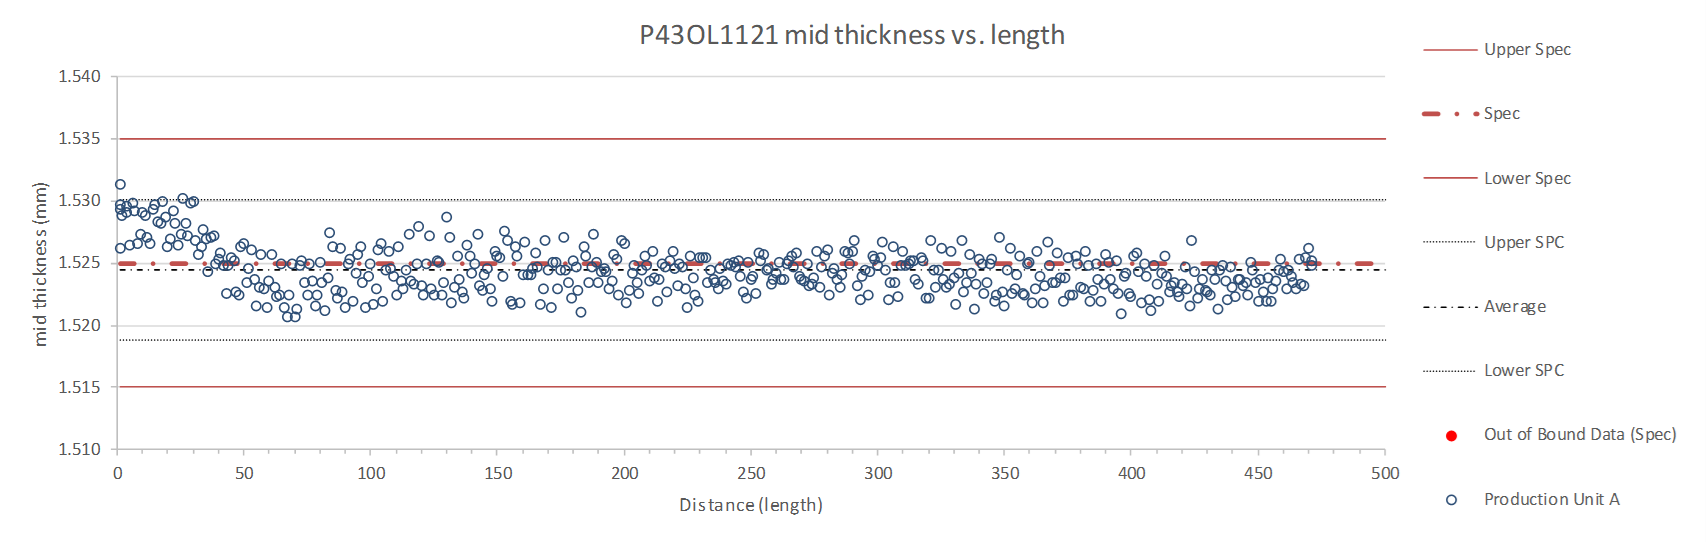 P43OL1121 mid thickness vs. length
Upper Spec
Spec
Lower Spec
Upper SPC
Average
Lower SPC
Out of Bound Data (Spec)
Production Unit A
mid thickness (mm)
1.540
1.535
1.530
1.525
1.520
1.515
1.510
0 50 100 150 200 250 300 350 400 450 500
Distance (length)